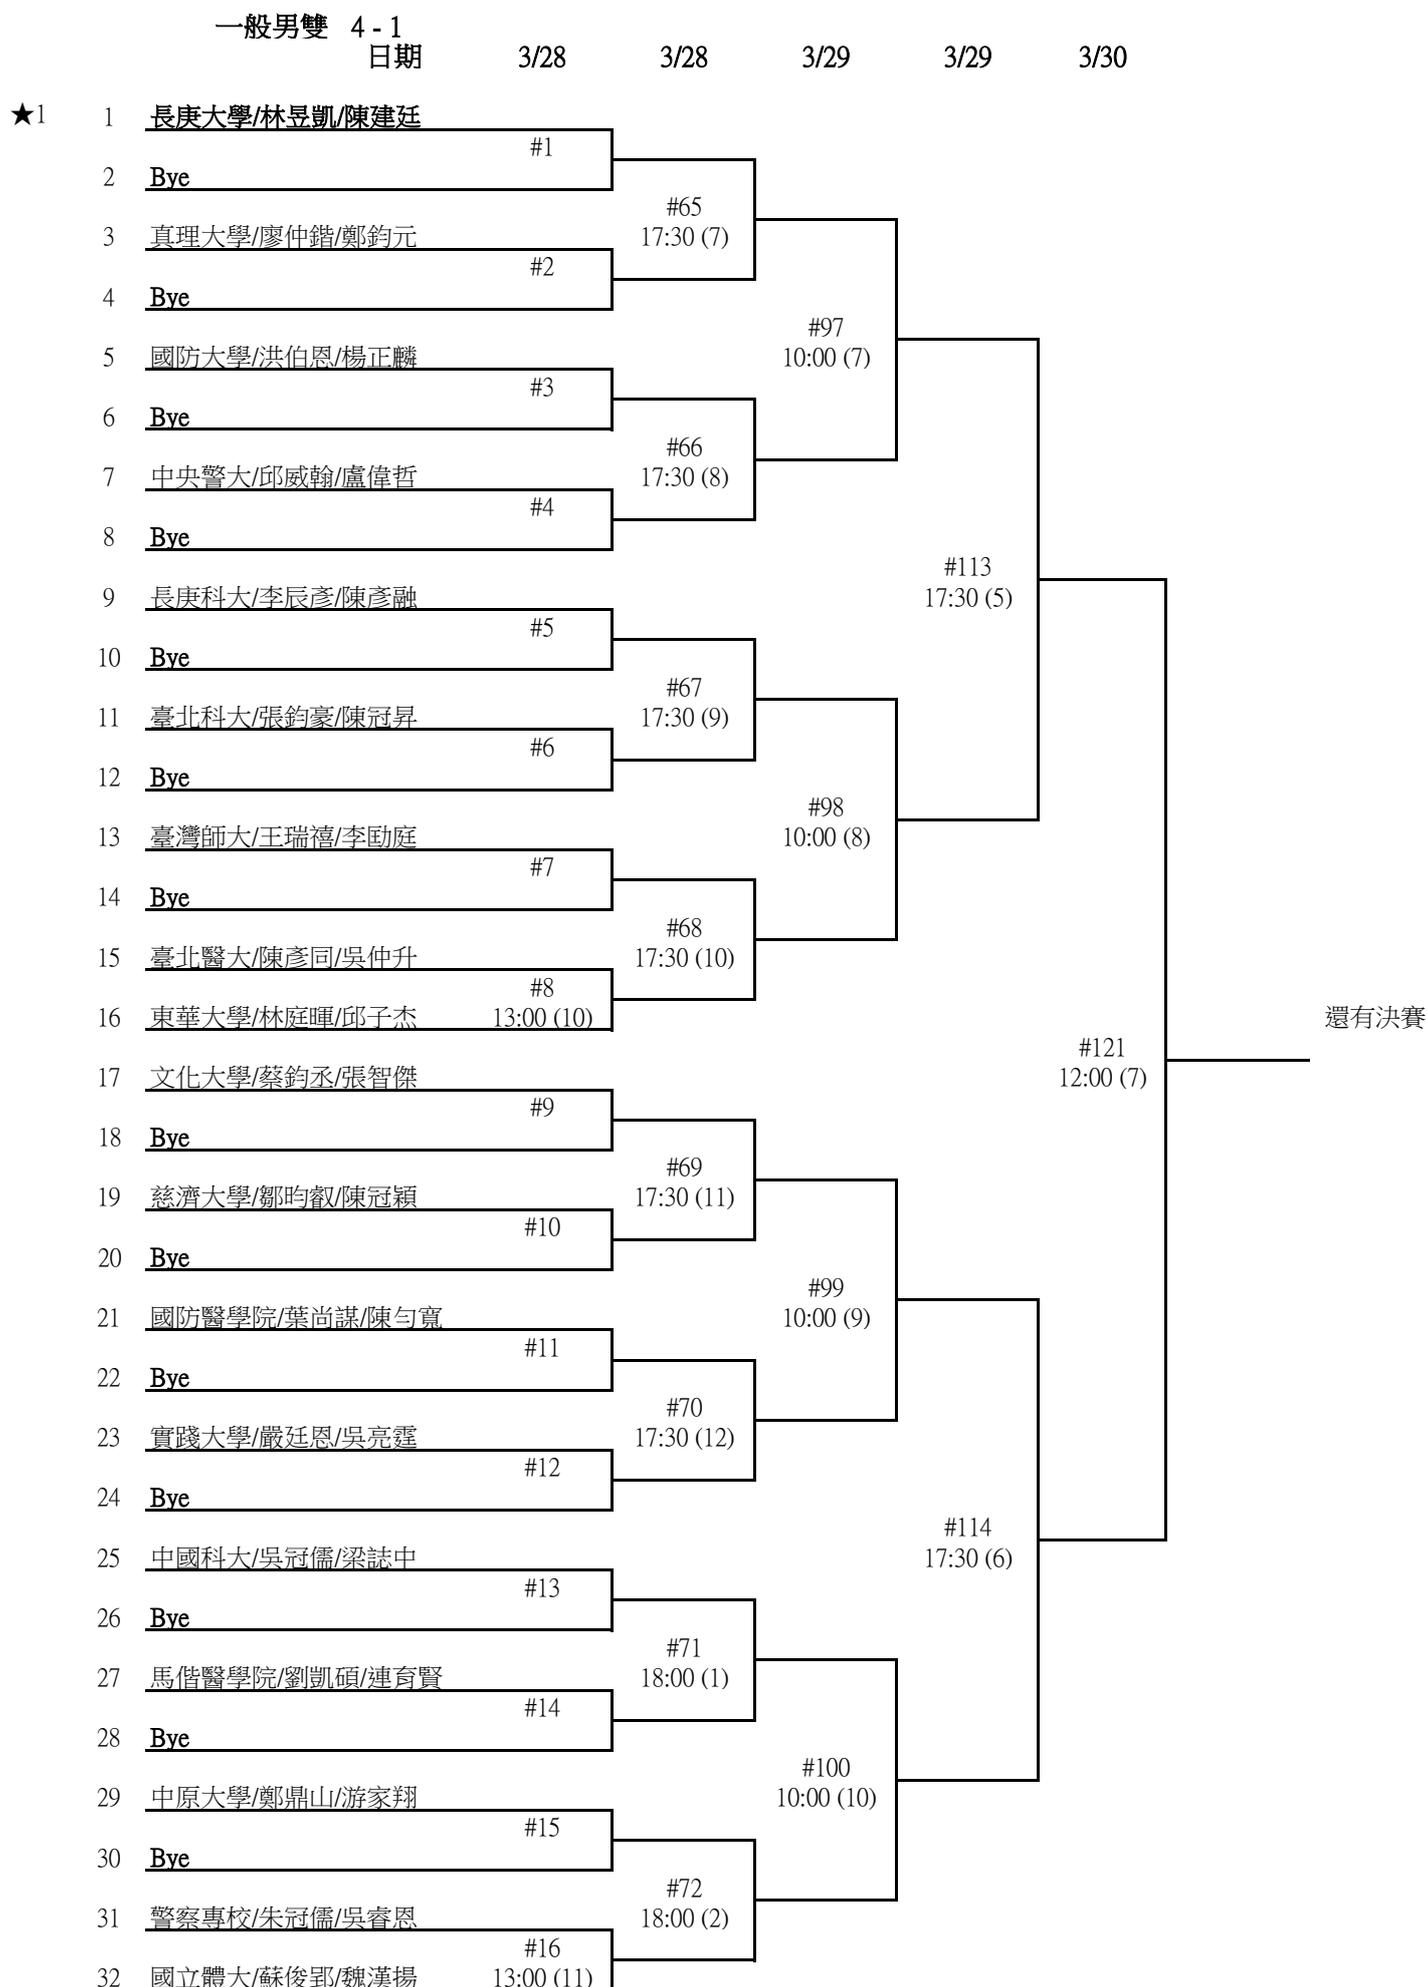 一般男雙 4 - 1
日期 3/28 3/28 3/29 3/29 3/30
★1 1 長庚大學/林昱凱/陳建廷
#1
2 Bye
#65
3 真理大學/廖仲鍇/鄭鈞元 17:30 (7)
#2
4 Bye
#97
5 國防大學/洪伯恩/楊正麟 10:00 (7)
#3
6 Bye
#66
7 中央警大/邱威翰/盧偉哲 17:30 (8)
#4
8 Bye
#113
9 長庚科大/李辰彥/陳彥融 17:30 (5)
#5
10 Bye
#67
11 臺北科大/張鈞豪/陳冠昇 17:30 (9)
#6
12 Bye
#98
13 臺灣師大/王瑞禧/李勛庭 10:00 (8)
#7
14 Bye
#68
15 臺北醫大/陳彥同/吳仲升 17:30 (10)
#8
16 東華大學/林庭暉/邱子杰 13:00 (10) 還有決賽
#121
17 文化大學/蔡鈞丞/張智傑 12:00 (7)
#9
18 Bye
#69
19 慈濟大學/鄒昀叡/陳冠穎 17:30 (11)
#10
20 Bye
#99
21 國防醫學院/葉尚謀/陳勻寬 10:00 (9)
#11
22 Bye
#70
23 實踐大學/嚴廷恩/吳亮霆 17:30 (12)
#12
24 Bye
#114
25 中國科大/吳冠儒/梁誌中 17:30 (6)
#13
26 Bye
#71
27 馬偕醫學院/劉凱碩/連育賢 18:00 (1)
#14
28 Bye
#100
29 中原大學/鄭鼎山/游家翔 10:00 (10)
#15
30 Bye
#72
31 警察專校/朱冠儒/吳睿恩 18:00 (2)
#16
32 國立體大/蘇俊郢/魏漢揚 13:00 (11)